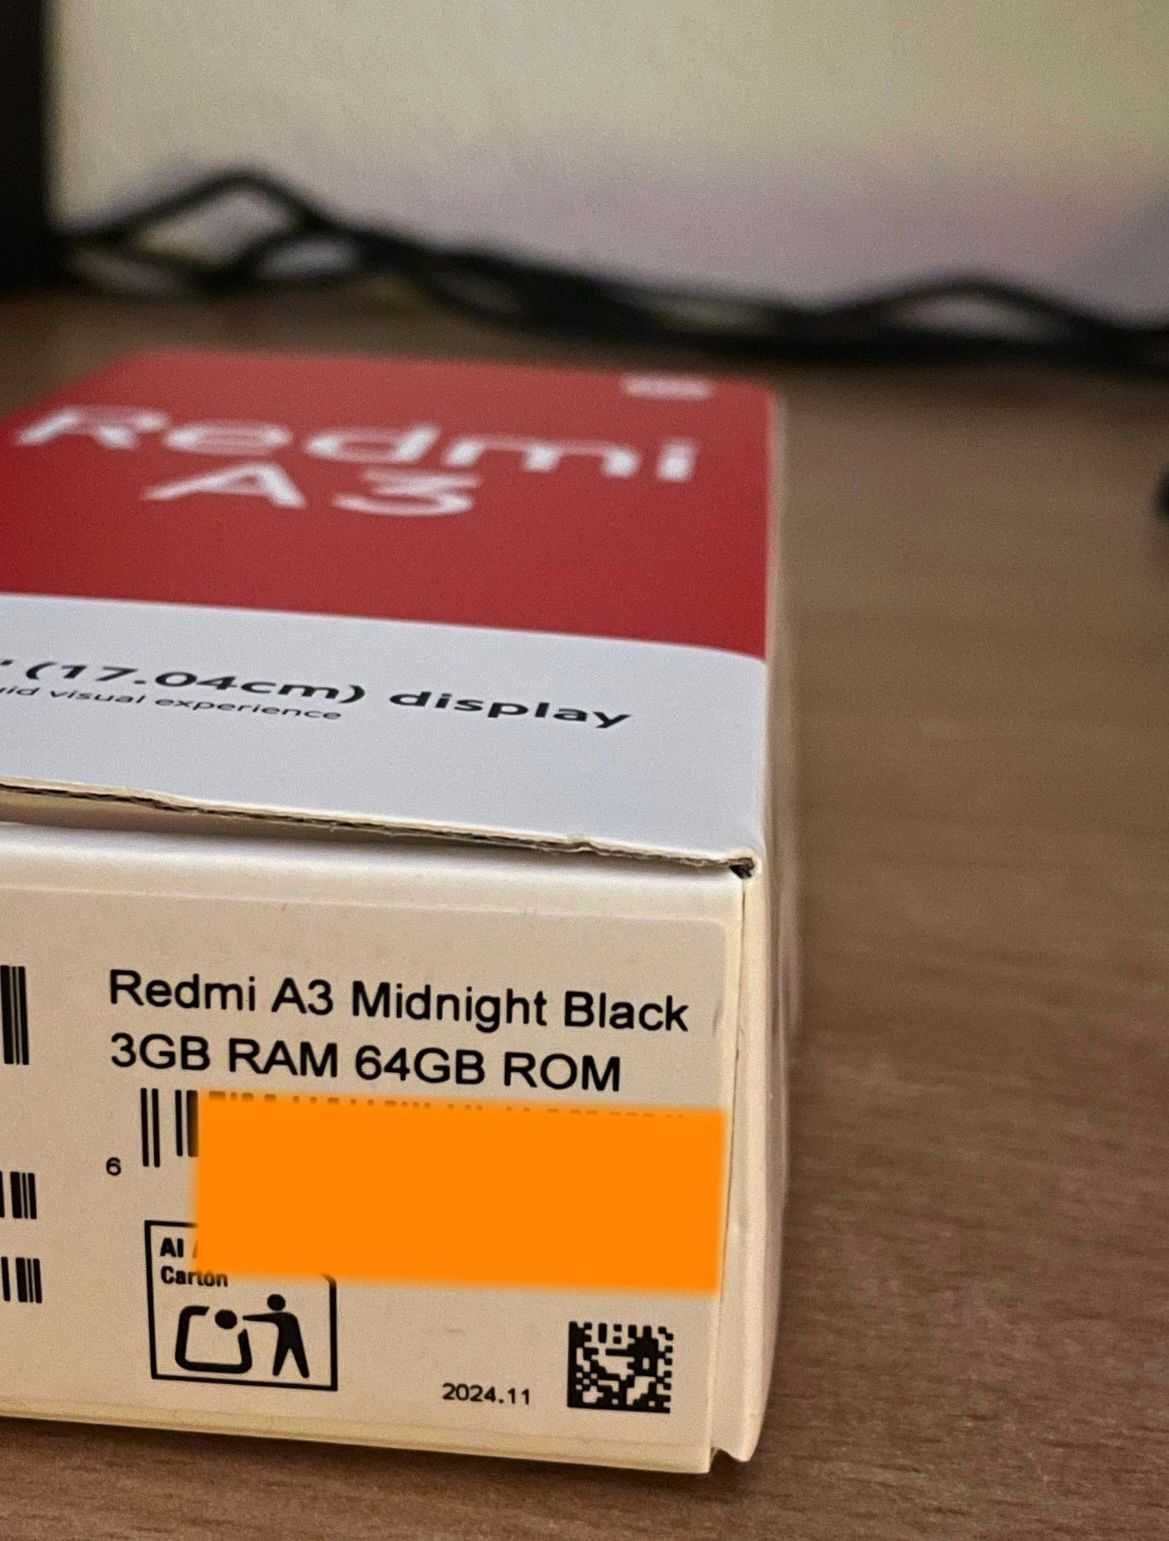 Redmi
A3
(17.04cm) display
visual experience
Redmi A3 Midnight Black
3GB RAM 64GB ROM
6
Al
Cartón
2024.11